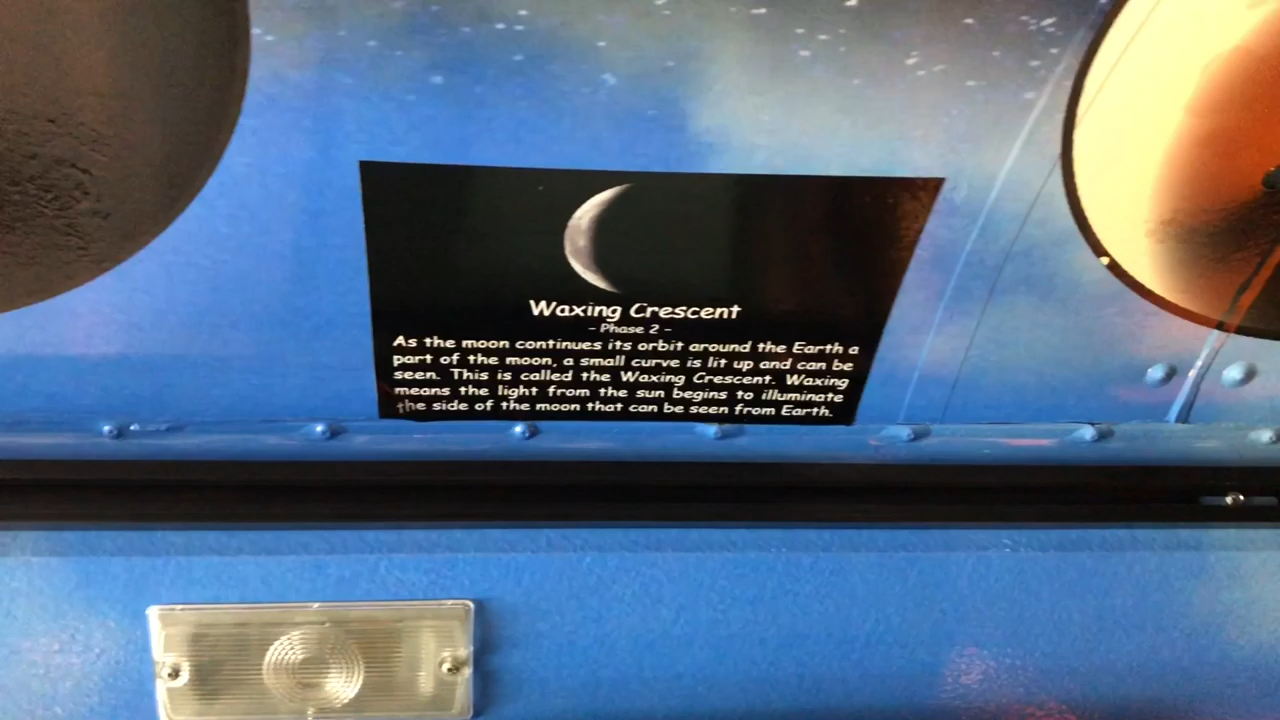 Waxing Crescent
- Phase 2 -
As the moon continues its orbit around the Earth a
part of the moon, a small curve is lit up and can be
seen. This is called the Waxing Crescent. Waxing
means the light from the sun begins to illuminate
the side of the moon that can be seen from Earth.